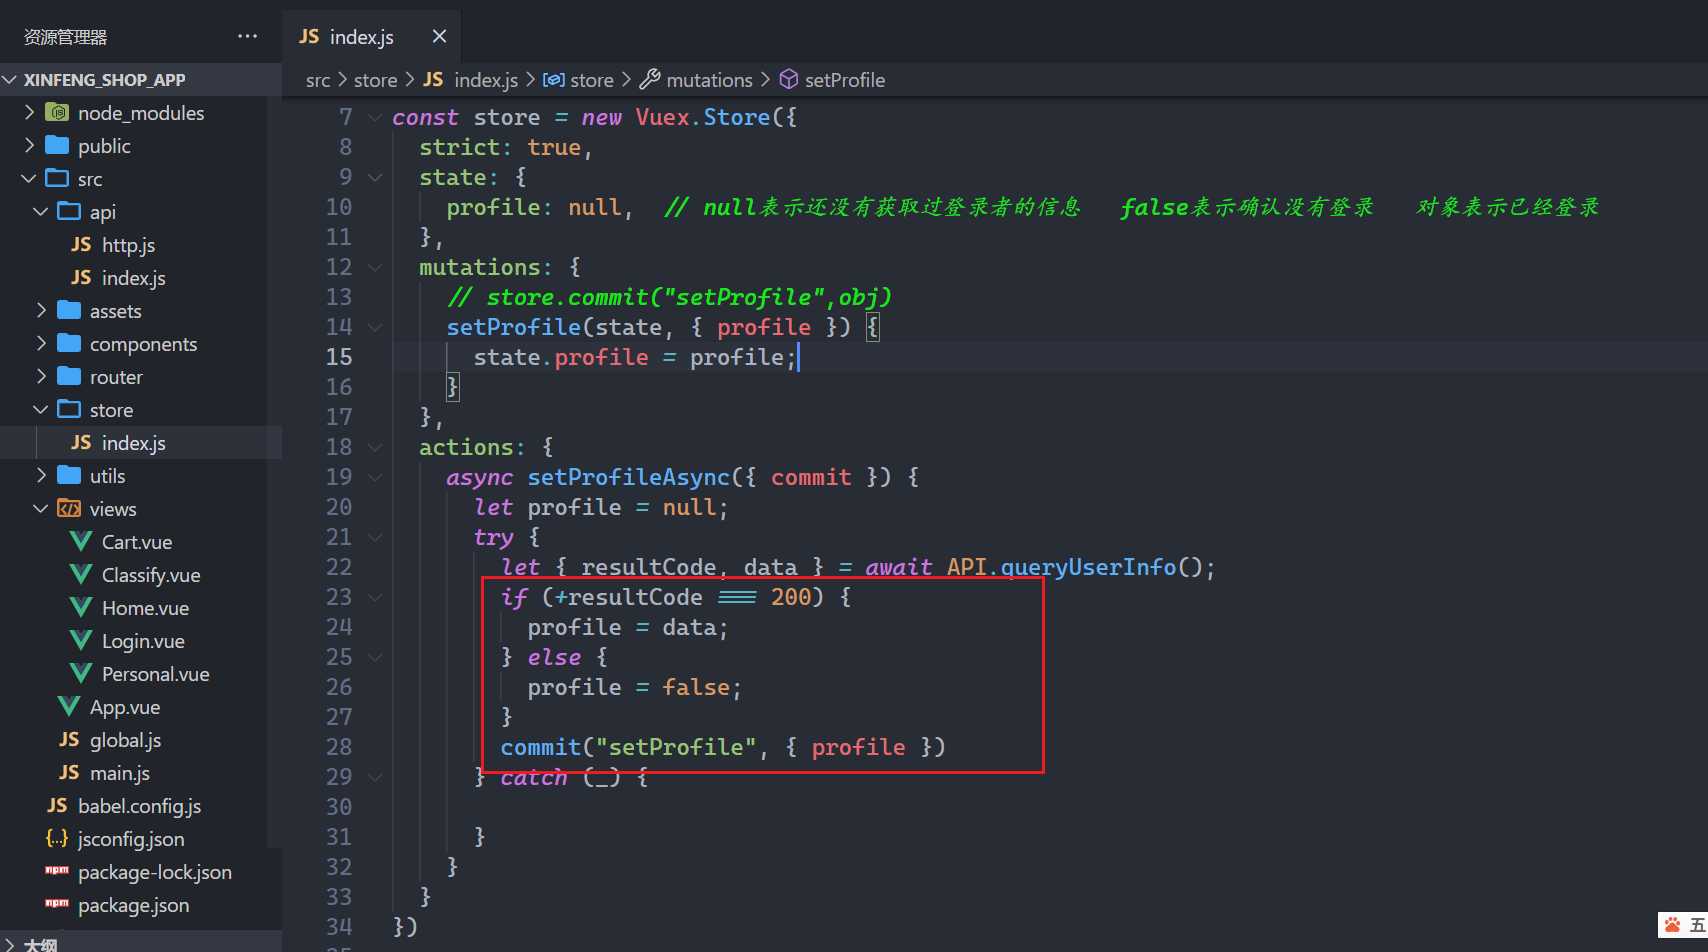 资源管理器 ···
XINFENG_SHOP_APP
node_modules
public
src
api
JS http.js
JS index.js
assets
components
router
store
JS index.js
utils
views
Cart.vue
Classify.vue
Home.vue
Login.vue
Personal.vue
App.vue
JS global.js
JS main.js
JS babel.config.js
{..} jsconfig.json
npm package-lock.json
npm package.json
大纲
JS index.js ×
src > store > JS index.js > store > mutations > setProfile
7 const store = new Vuex.Store({
8 strict: true,
9 state: {
10 profile: null, // null表示还没有获取过登录者的信息 false表示确认没有登录 对象表示已经登录
11 },
12 mutations: {
13 // store.commit("setProfile",obj)
14 setProfile(state, { profile }) {
15 state.profile = profile;
16 }
17 },
18 actions: {
19 async setProfileAsync({ commit }) {
20 let profile = null;
21 try {
22 let { resultCode, data } = await API.queryUserInfo();
23 if (+resultCode === 200) {
24 profile = data;
25 } else {
26 profile = false;
27 }
28 commit("setProfile", { profile })
29 } catch (_) {
30
31 }
32 }
33 }
34 })
五